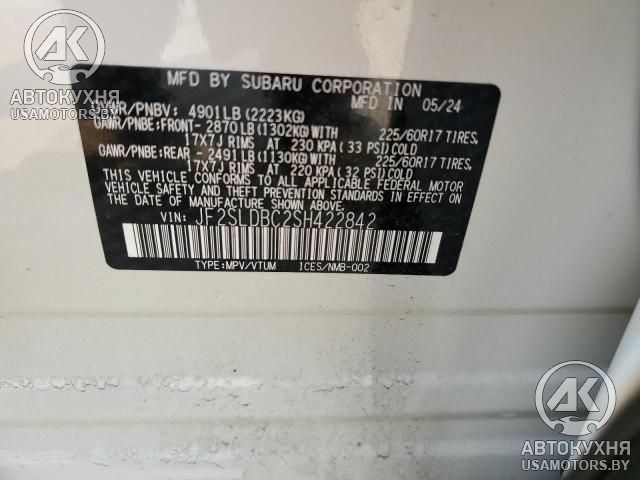 AK
АВТОКУХНЯ
USAMOTORS.BY
MFD BY SUBARU CORPORATION
MFD IN 05/24
GVWR/PNBV: 4901LB(2223KG)
GAWR/PNBE:FRONT- 2870LB(1302KG)WITH 225/60R17 TIRES,
17X7J RIMS AT 230 KPA( 33 PSI)COLD
GAWR/PNBE:REAR - 2491LB(1130KG)WITH 225/60R17 TIRES,
17X7J RIMS AT 220 KPA( 32 PSI)COLD
THIS VEHICLE CONFORMS TO ALL APPLICABLE FEDERAL MOTOR
VEHICLE SAFETY AND THEFT PREVENTION STANDARDS IN EFFECT ON
THE DATE OF MANUFACTURE SHOWN ABOVE.
VIN: JF2SLDBC2SH422842
TYPE:MPV/VTUM ICES/NMB-002
AK
АВТОКУХНЯ
USAMOTORS.BY